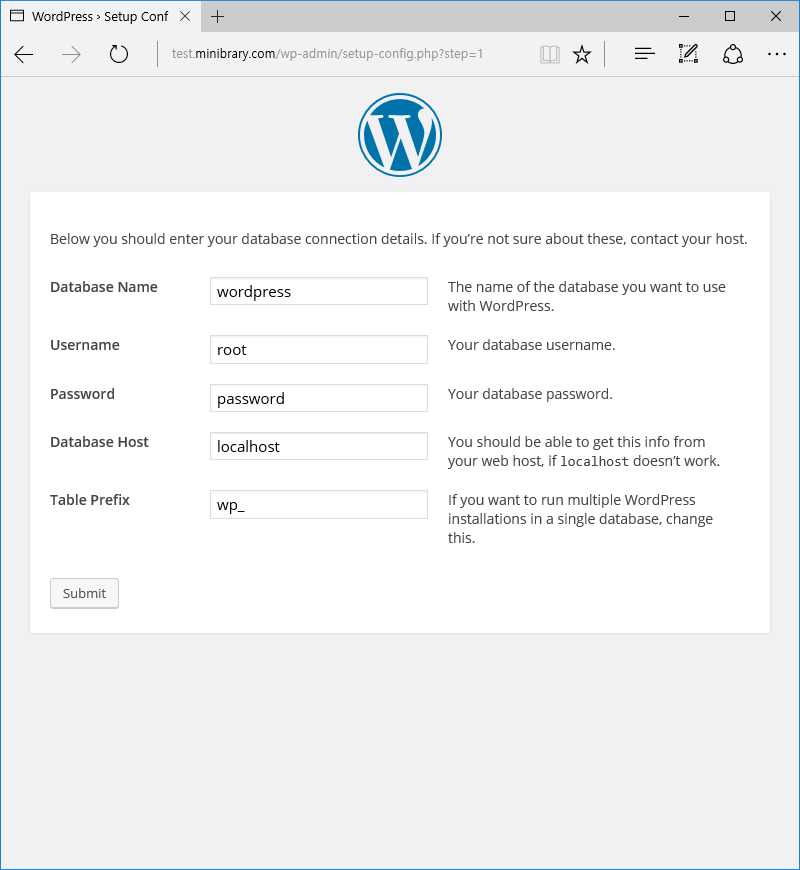 WordPress › Setup Conf
test.minibrary.com/wp-admin/setup-config.php?step=1
Below you should enter your database connection details. If you’re not sure about these, contact your host.
Database Name
wordpress
The name of the database you want to use
with WordPress.
Username
root
Your database username.
Password
password
Your database password.
Database Host
localhost
You should be able to get this info from
your web host, if localhost doesn’t work.
Table Prefix
wp_
If you want to run multiple WordPress
installations in a single database, change
this.
Submit